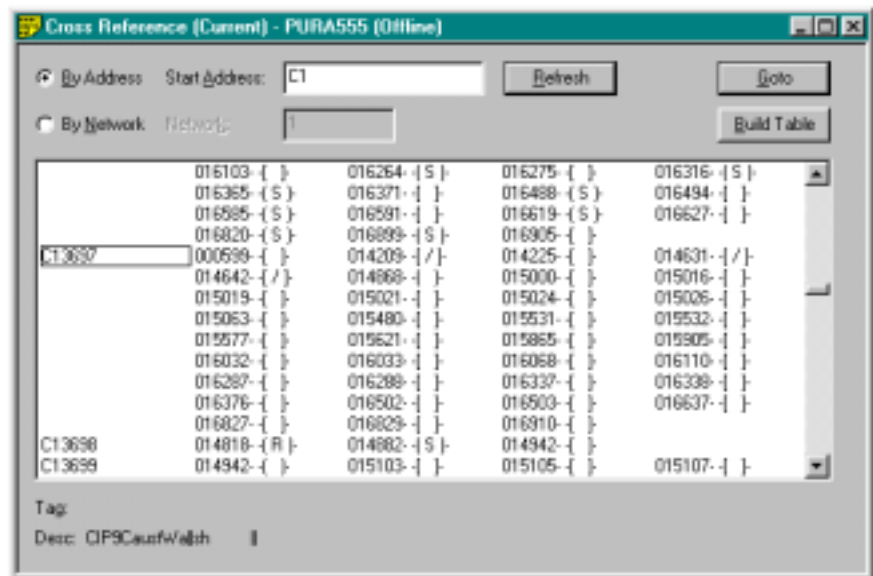 Cross Reference (Current) - PURA555 (Offline)
By Address Start Address: C1 Refresh Goto
By Network Network: 1 Build Table
016103-{ }- 016264-{S}- 016275-{ }- 016316-{S}-
016365-{S}- 016371-{ }- 016488-{S}- 016494-{ }-
016585-{S}- 016591-{ }- 016619-{S}- 016627-{ }-
016820-{S}- 016899-{S}- 016905-{ }-
C13697 000599-{ }- 014209-{/}- 014225-{ }- 014631-{/}-
014642-{/}- 014868-{ }- 015000-{ }- 015016-{ }-
015019-{ }- 015021-{ }- 015024-{ }- 015026-{ }-
015063-{ }- 015480-{ }- 015531-{ }- 015532-{ }-
015577-{ }- 015621-{ }- 015865-{ }- 015905-{ }-
016032-{ }- 016033-{ }- 016068-{ }- 016110-{ }-
016287-{ }- 016288-{ }- 016337-{ }- 016338-{ }-
016376-{ }- 016502-{ }- 016503-{ }- 016637-{ }-
016827-{ }- 016829-{ }- 016910-{ }-
C13698 014818-{R}- 014882-{S}- 014942-{ }-
C13699 014942-{ }- 015103-{ }- 015105-{ }- 015107-{ }-
Tag:
Desc: